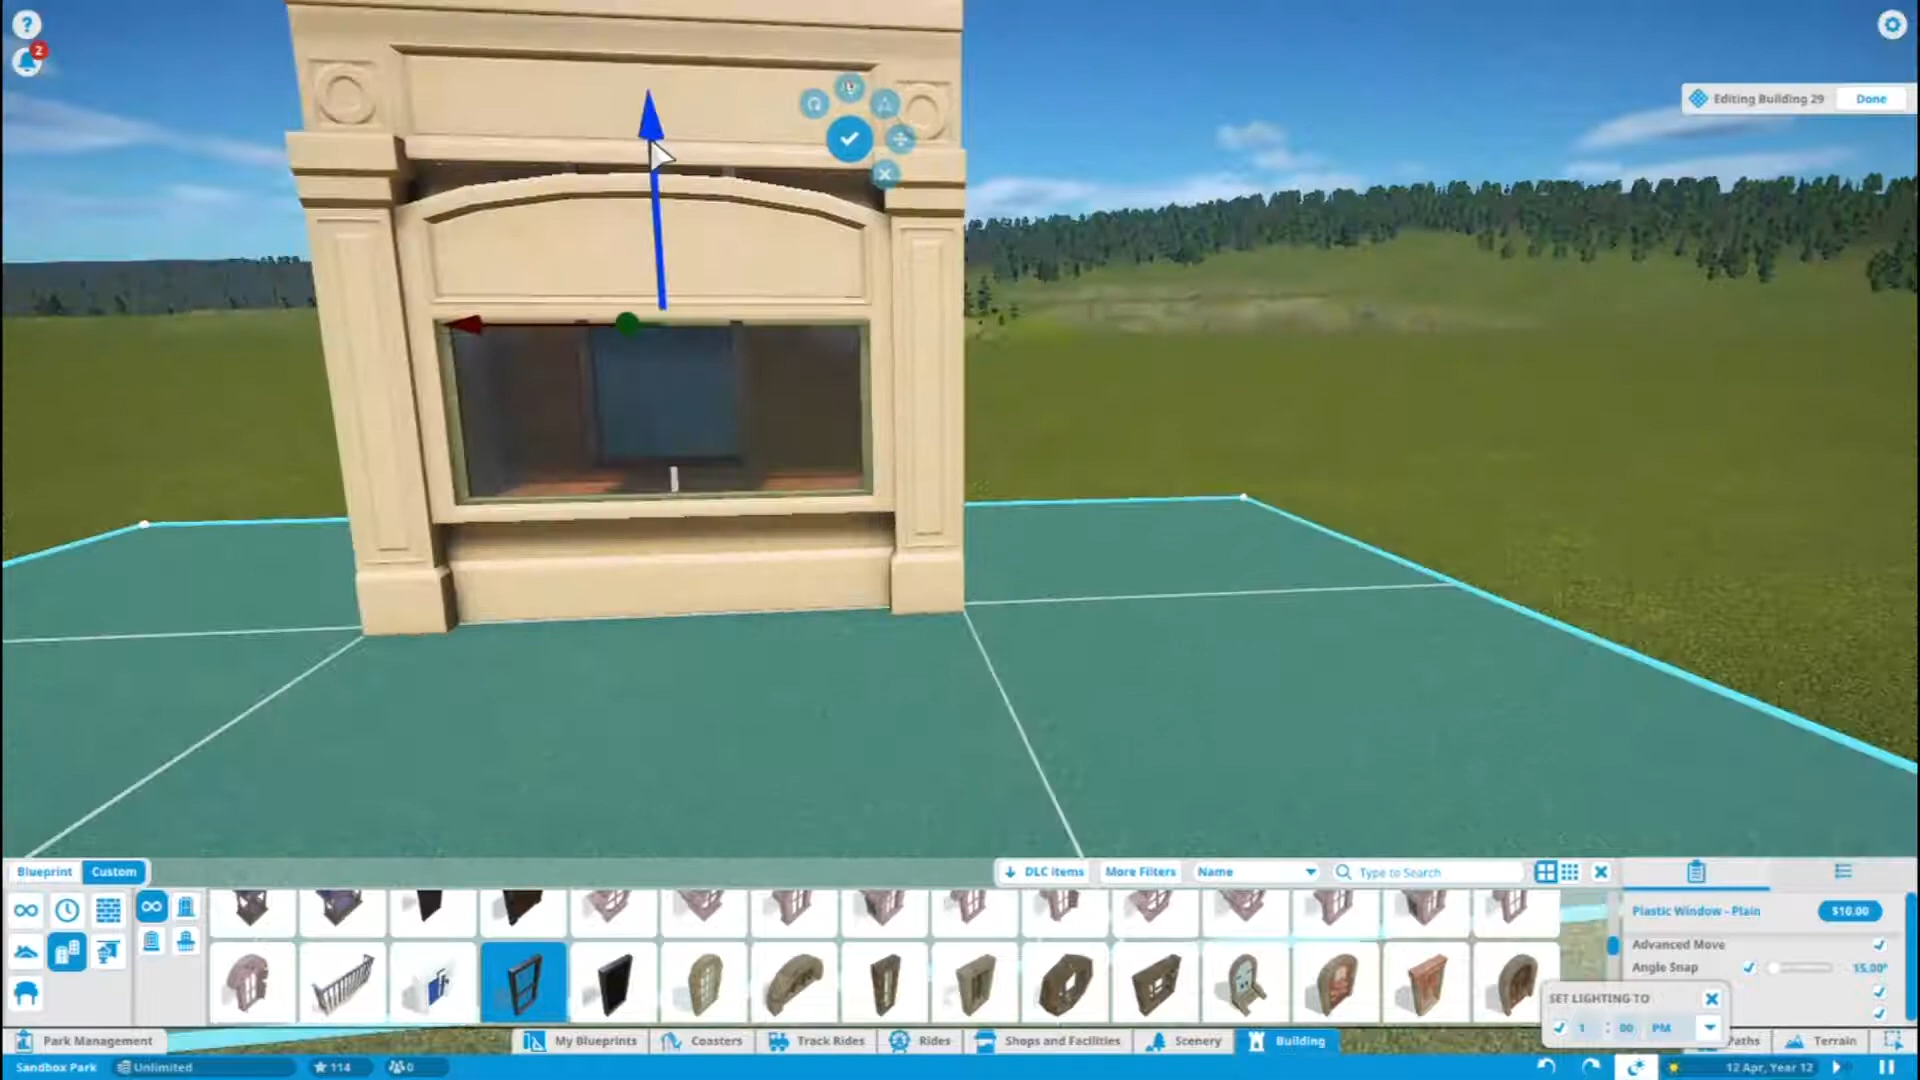 ?
2
Editing Building 29 Done
Blueprint Custom
DLC Items More Filters Name Type to Search
Plastic Window - Plain $10.00
Advanced Move
Angle Snap 15.00°
SET LIGHTING TO
1 : 00 PM
Park Management My Blueprints Coasters Track Rides Rides Shops and Facilities Scenery Building Paths Terrain
Sandbox Park Unlimited 114 0 12 Apr, Year 12